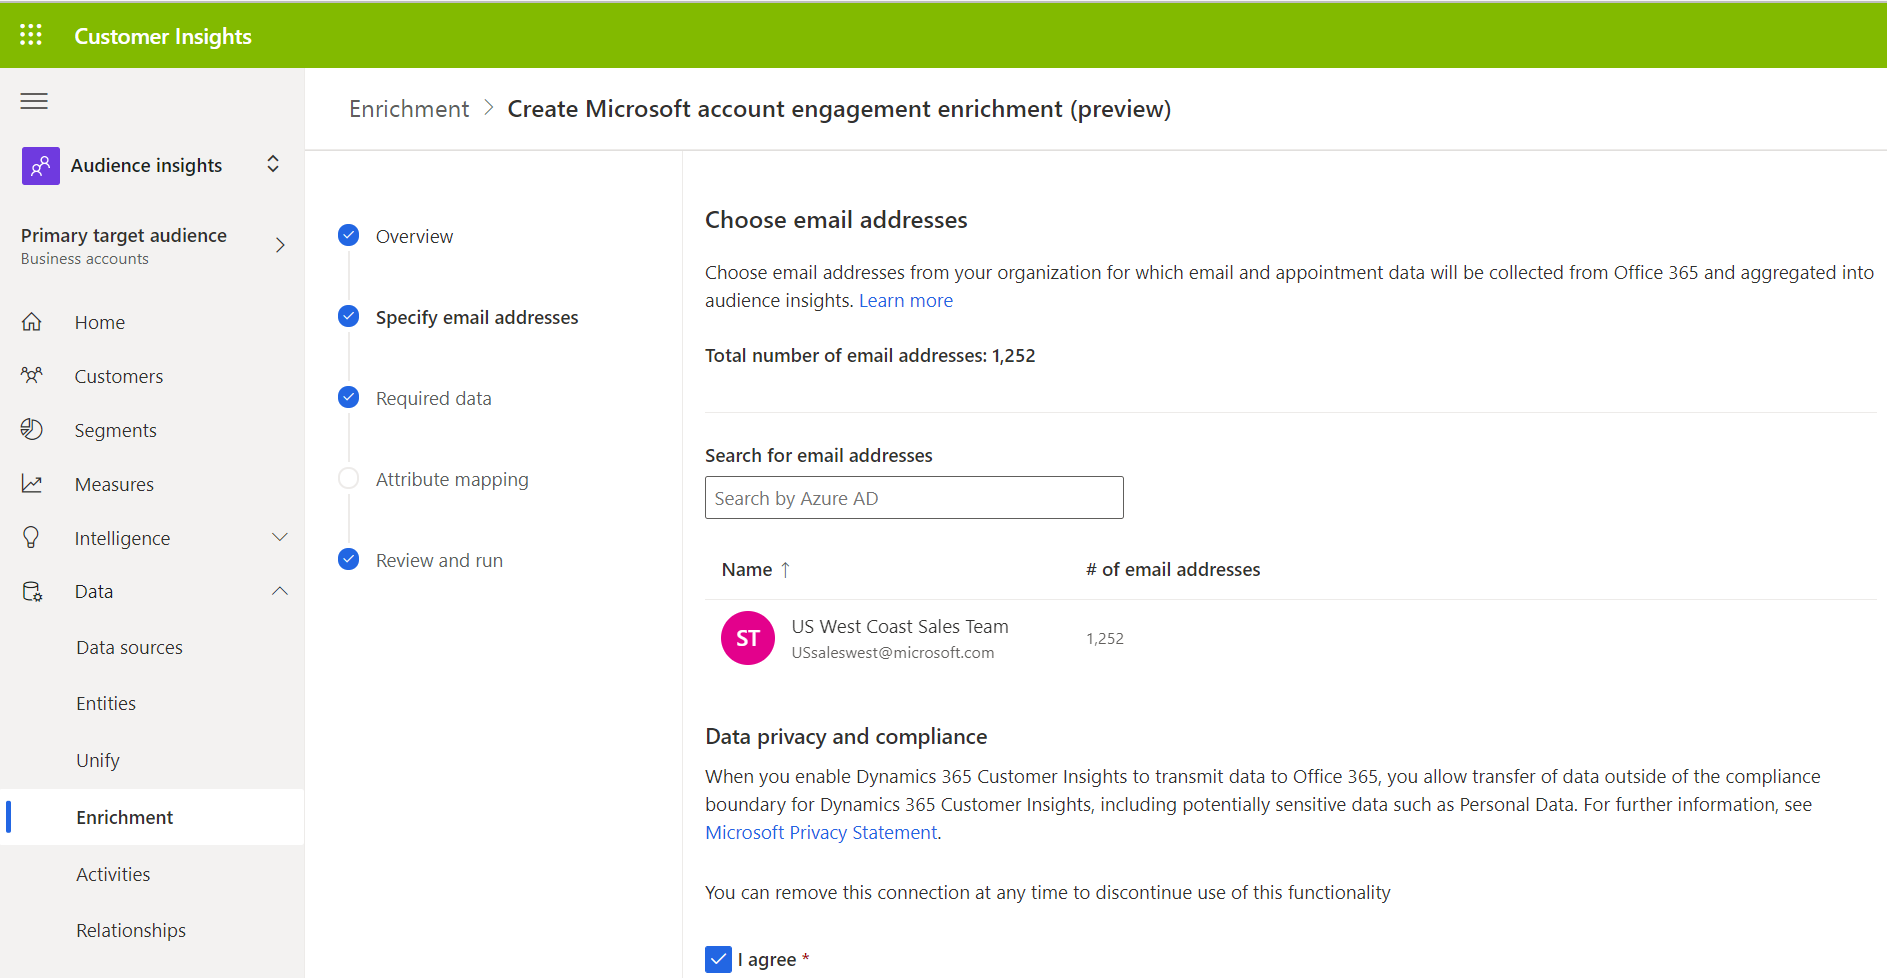 Customer Insights
Enrichment > Create Microsoft account engagement enrichment (preview)
Audience insights
Primary target audience
Business accounts
Home
Customers
Segments
Measures
Intelligence
Data
Data sources
Entities
Unify
Enrichment
Activities
Relationships
Overview
Specify email addresses
Required data
Attribute mapping
Review and run
Choose email addresses
Choose email addresses from your organization for which email and appointment data will be collected from Office 365 and aggregated into
audience insights. Learn more
Total number of email addresses: 1,252
Search for email addresses
Search by Azure AD
Name ↑ # of email addresses
ST
US West Coast Sales Team
USsaleswest@microsoft.com
1,252
Data privacy and compliance
When you enable Dynamics 365 Customer Insights to transmit data to Office 365, you allow transfer of data outside of the compliance
boundary for Dynamics 365 Customer Insights, including potentially sensitive data such as Personal Data. For further information, see
Microsoft Privacy Statement.
You can remove this connection at any time to discontinue use of this functionality
I agree *